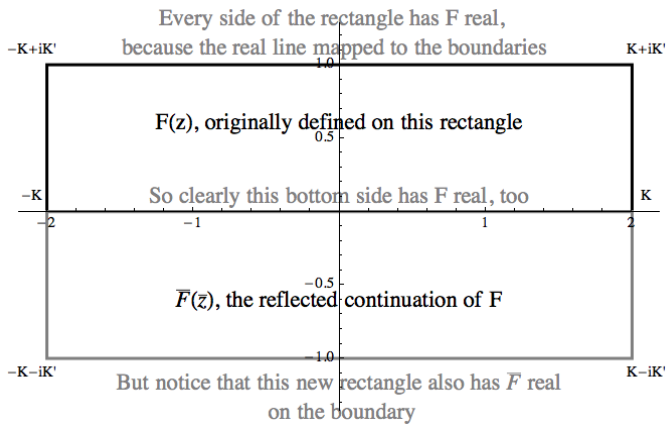 Every side of the rectangle has F real,
because the real line mapped to the boundaries
-K+iK'
K+iK'
1.0
F(z), originally defined on this rectangle
0.5
-K
So clearly this bottom side has F real, too
K
-2
-1
1
2
-0.5
F̅(z̅), the reflected continuation of F
-1.0
-K-iK'
K-iK'
But notice that this new rectangle also has F̅ real
on the boundary